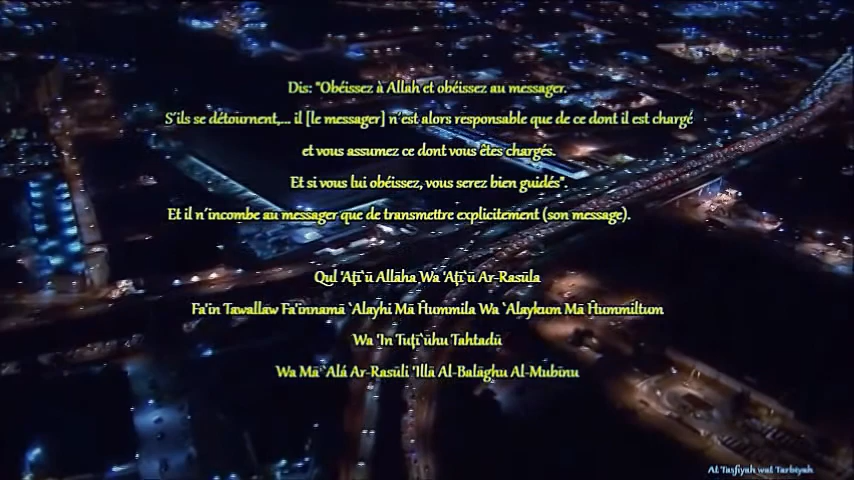 Dis: "Obéissez à Allah et obéissez au messager.
S'ils se détournent,... il [le messager] n'est alors responsable que de ce dont il est chargé
et vous assumez ce dont vous êtes chargés.
Et si vous lui obéissez, vous serez bien guidés".
Et il n'incombe au messager que de transmettre explicitement (son message).
Qul 'Aţī`ū Allāha Wa 'Aţī`ū Ar-Rasūla
Fa'in Tawallaw Fa'innamā `Alayhi Mā Ĥummila Wa `Alaykum Mā Ĥummiltum
Wa 'In Tuţī`ūhu Tahtadū
Wa Mā `Alá Ar-Rasūli 'Illā Al-Balāghu Al-Mubīnu
Al Tasfiyah wat Tarbiyah